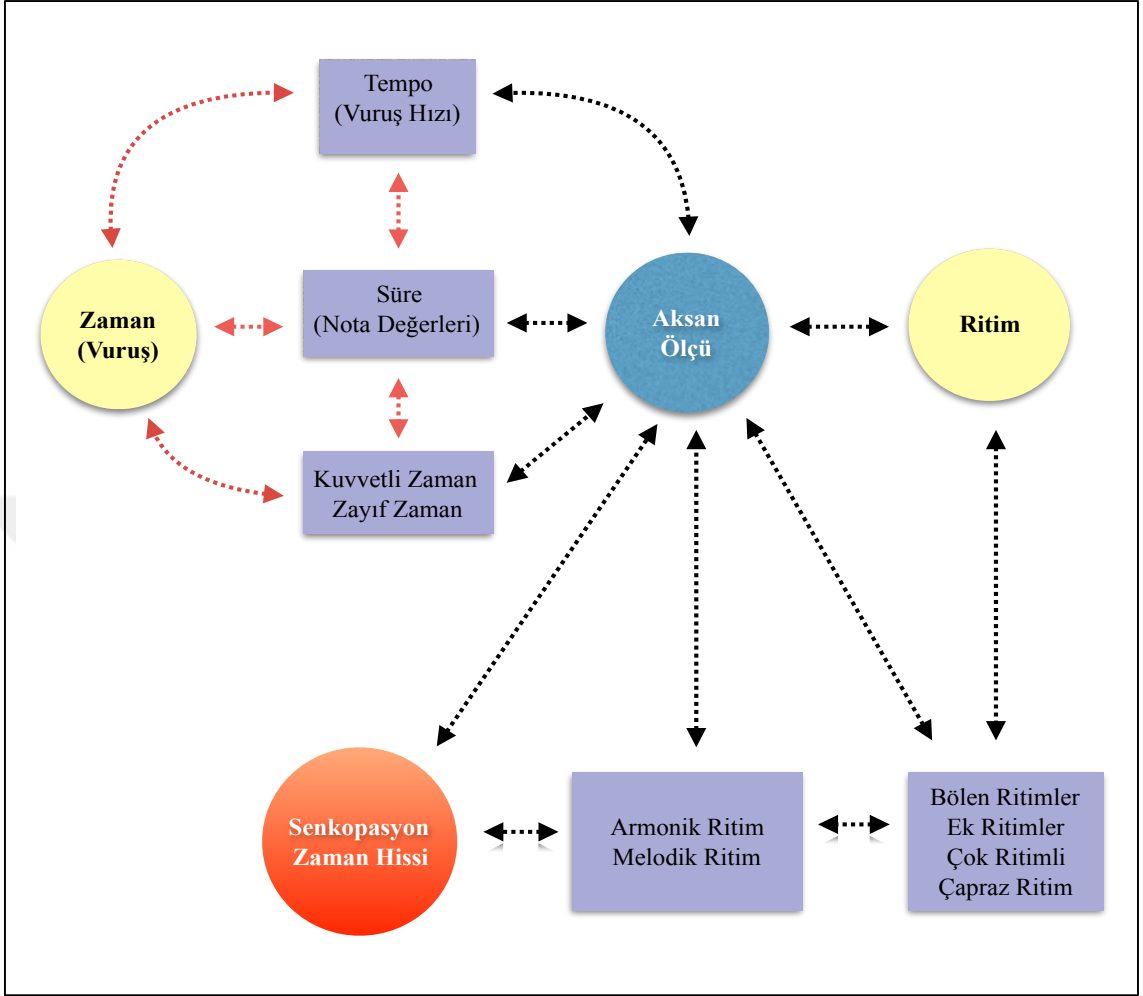 Tempo
(Vuruş Hızı)
Zaman
(Vuruş)
Süre
(Nota Değerleri)
Aksan
Ölçü
Ritim
Kuvvetli Zaman
Zayıf Zaman
Senkopasyon
Zaman Hissi
Armonik Ritim
Melodik Ritim
Bölen Ritimler
Ek Ritimler
Çok Ritimli
Çapraz Ritim